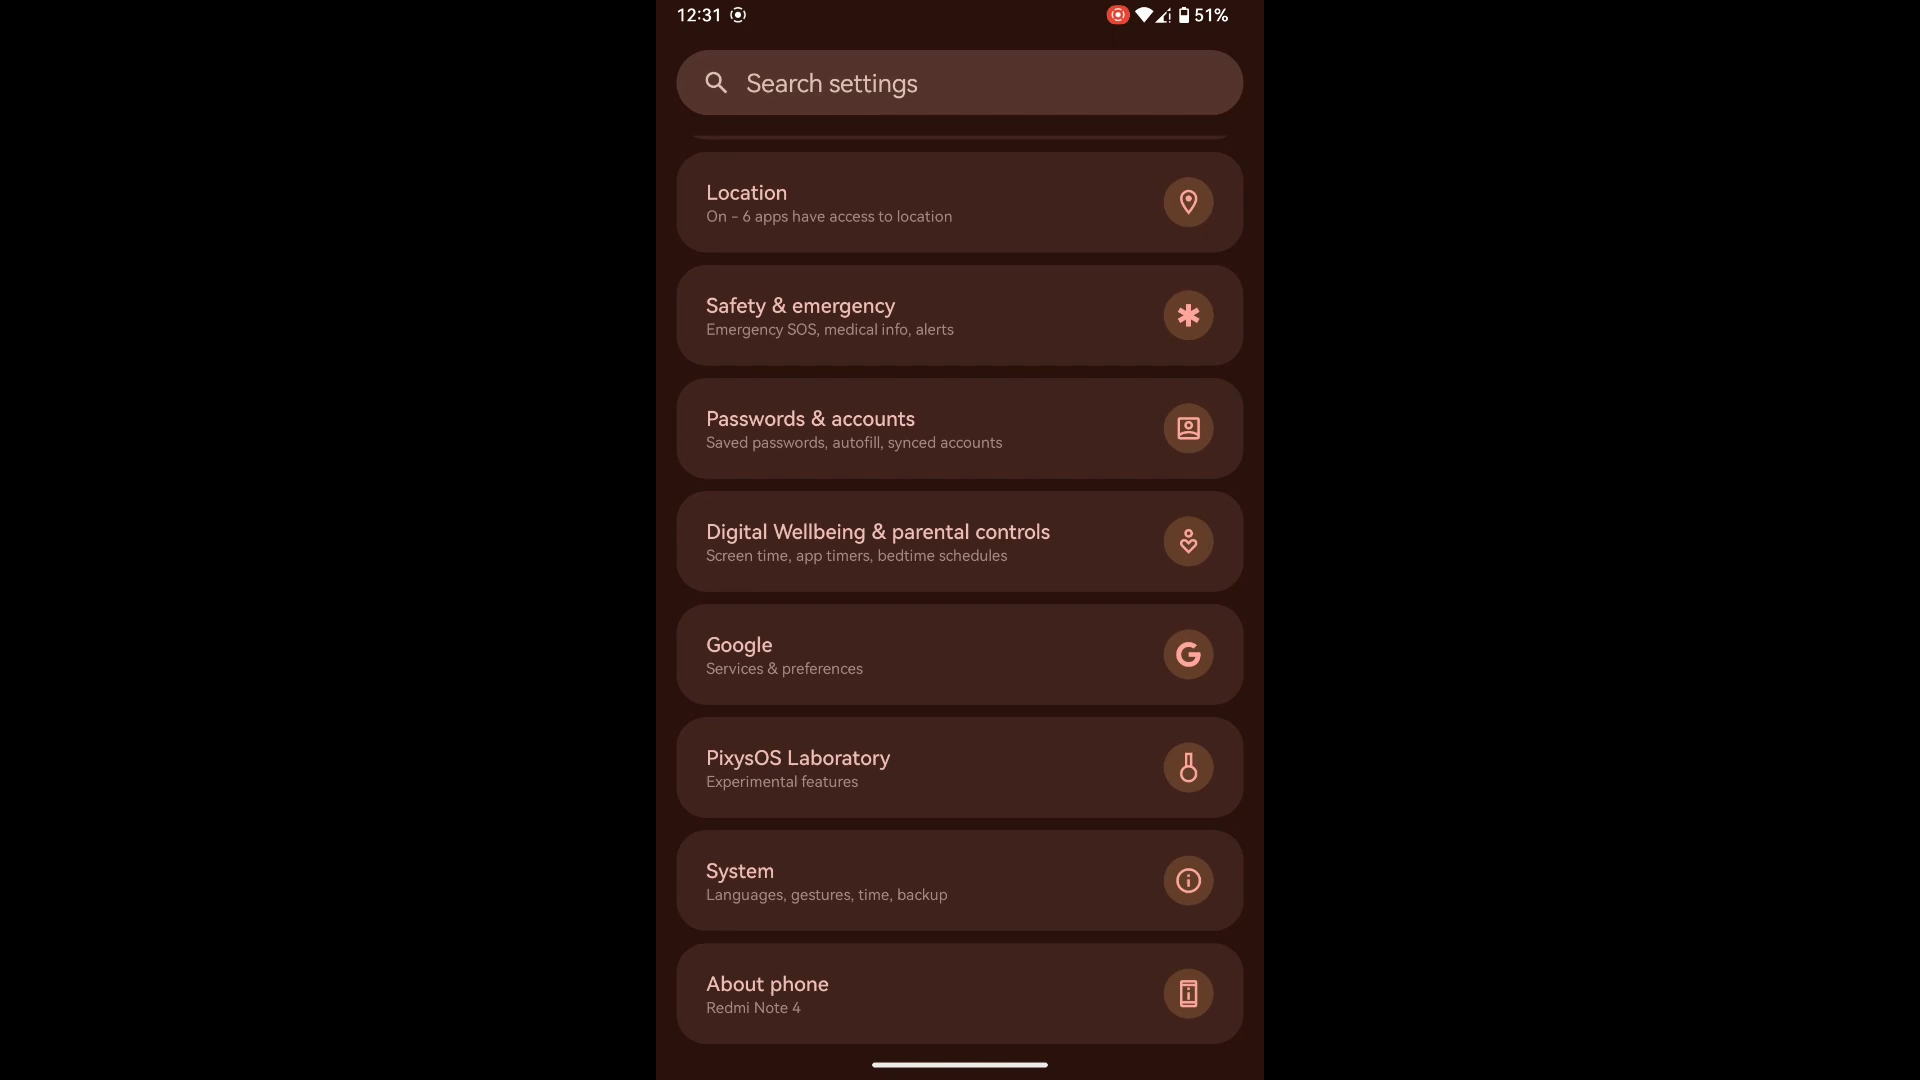 12:31 51%
Search settings
Location
On – 6 apps have access to location
Safety & emergency
Emergency SOS, medical info, alerts
Passwords & accounts
Saved passwords, autofill, synced accounts
Digital Wellbeing & parental controls
Screen time, app timers, bedtime schedules
Google
Services & preferences
PixysOS Laboratory
Experimental features
System
Languages, gestures, time, backup
About phone
Redmi Note 4